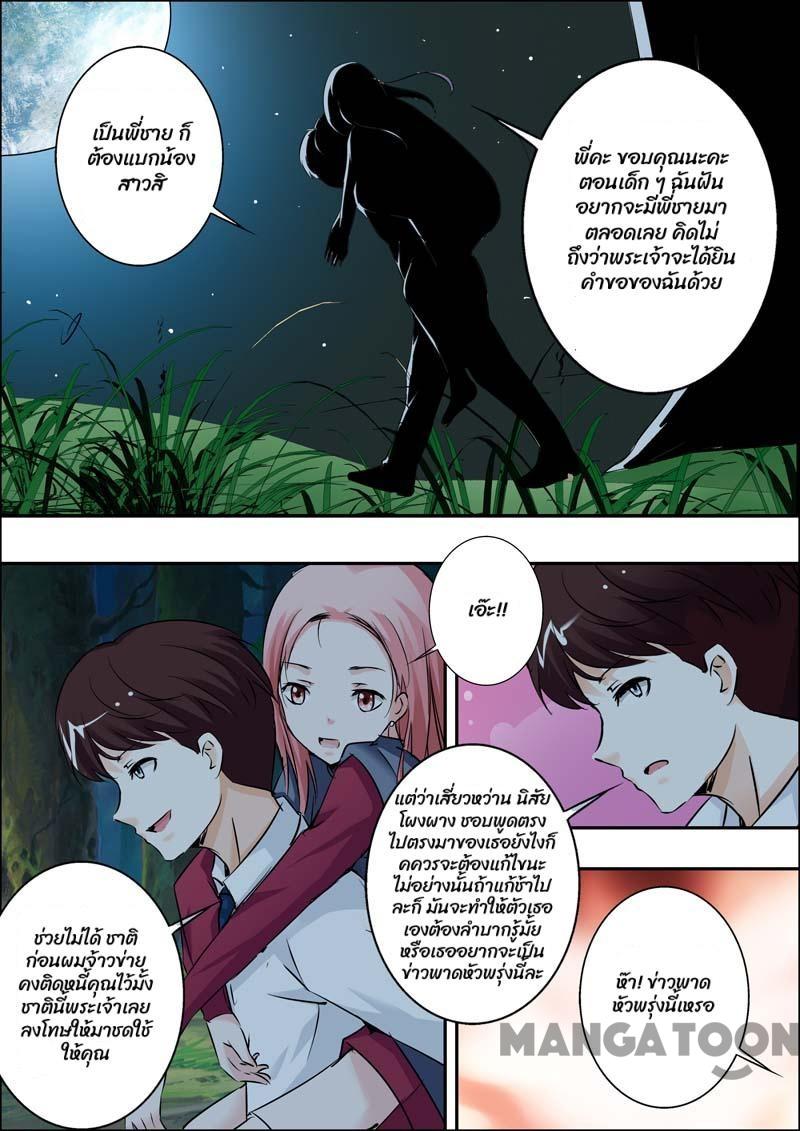 เป็นพี่ชาย ก็
ต้องแบกน้อง
สาวสิ
พี่คะ ขอบคุณนะคะ
ตอนเด็ก ๆ ฉันฝัน
อยากจะมีพี่ชายมา
ตลอดเลย คิดไม่
ถึงว่าพระเจ้าจะได้ยิน
คำขอของฉันด้วย
เอ๊ะ!!
แต่ว่าเสี่ยวหว่าน นิสัย
โผงผาง ชอบพูดตรง
ไปตรงมาของเธอยังไงก็
คควรจะต้องแก้ไขนะ
ไม่อย่างนั้นถ้าแก้ช้าไป
ละก็ มันจะทำให้ตัวเธอ
เองต้องลำบากรู้มั้ย
หรือเธออยากจะเป็น
ข่าวพาดหัวพรุ่งนี้ละ
ช่วยไม่ได้ ชาติ
ก่อนผมจ้าวข่าย
คงติดหนี้คุณไว้มั้ง
ชาตินี้พระเจ้าเลย
ลงโทษให้มาชดใช้
ให้คุณ
ห๊า! ข่าวพาด
หัวพรุ่งนี้เหรอ
MANGATOON